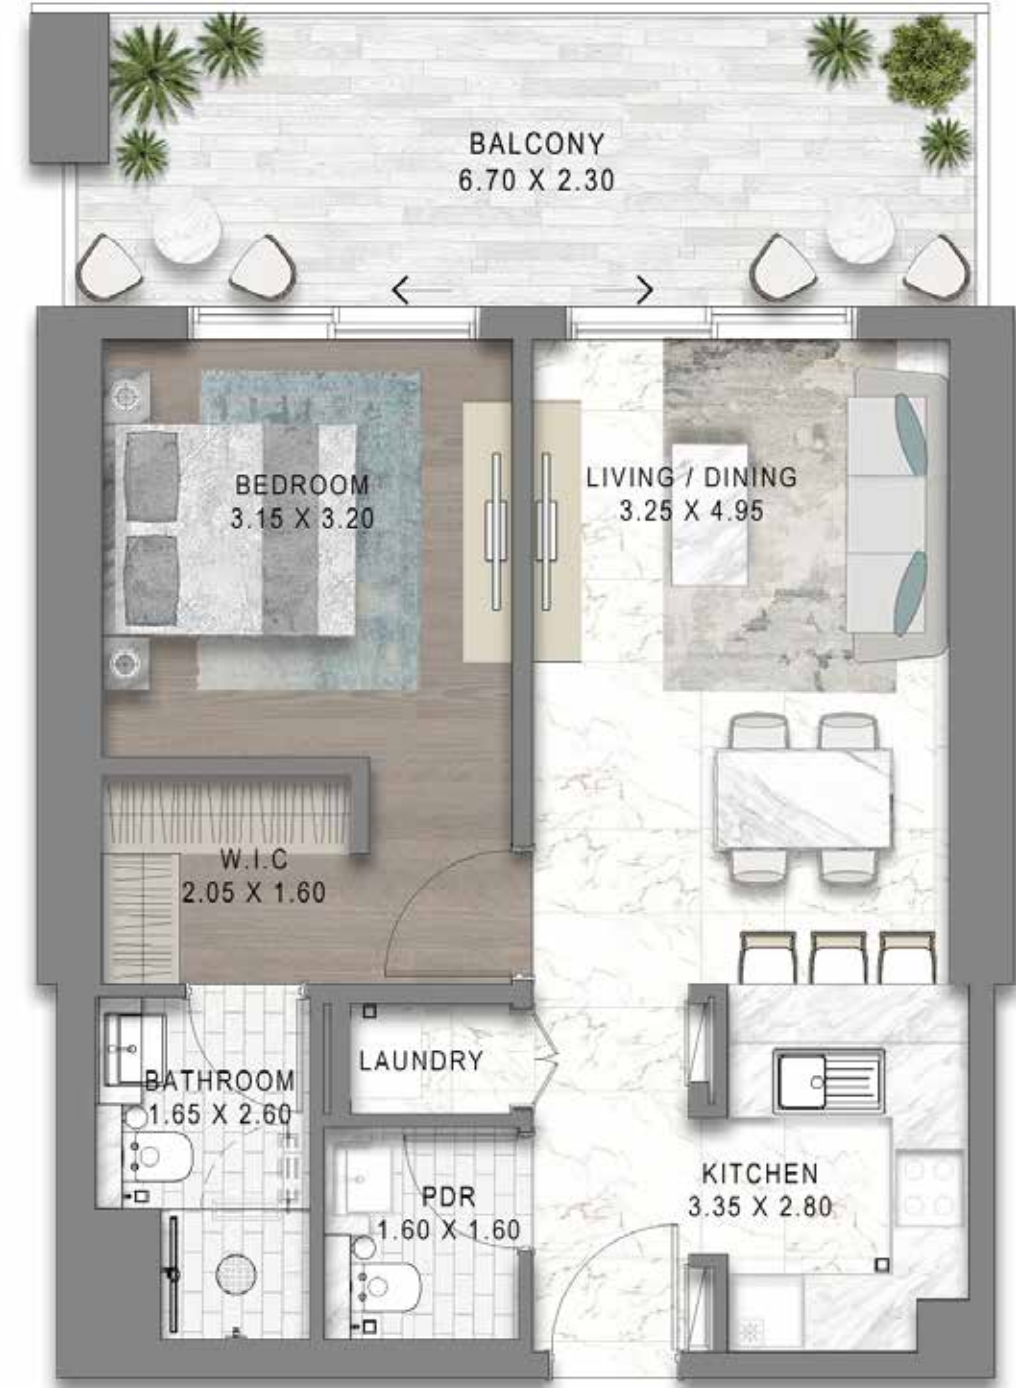 BALCONY
6.70 X 2.30
BEDROOM
3.15 X 3.20
LIVING / DINING
3.25 X 4.95
W.I.C
2.05 X 1.60
LAUNDRY
BATHROOM
1.65 X 2.60
KITCHEN
3.35 X 2.80
PDR
1.60 X 1.60